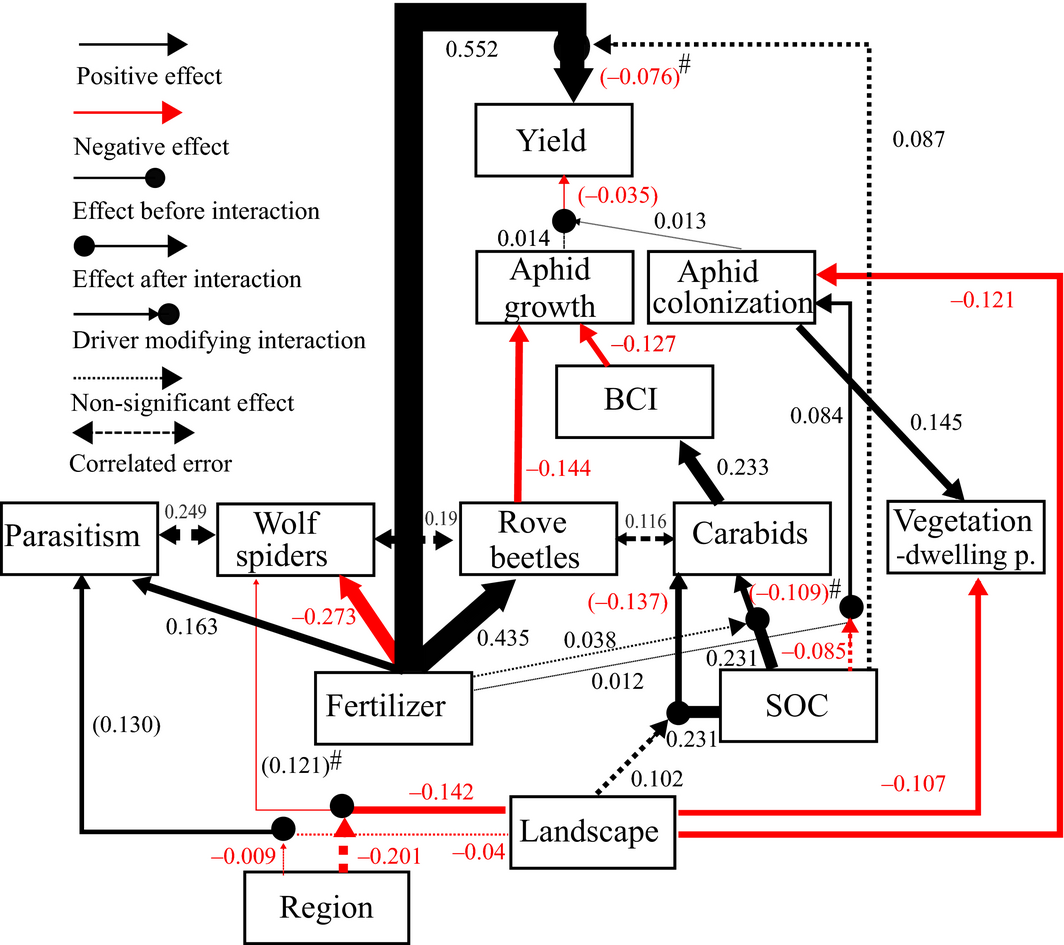 0.552
(–0.076)#
Positive effect
Negative effect
Effect before interaction
Effect after interaction
Driver modifying interaction
Non-significant effect
Correlated error
Yield
0.087
(–0.035)
0.013
0.014
Aphid
growth
Aphid
colonization
–0.121
–0.127
BCI
0.084
0.145
–0.144
0.233
Parasitism
0.249
Wolf
spiders
0.19
Rove
beetles
0.116
Carabids
Vegetation
-dwelling p.
0.163
–0.273
0.435
(–0.137)
(–0.109)#
0.038
0.012
0.231
–0.085
Fertilizer
SOC
0.231
(0.130)
(0.121)#
–0.142
0.102
–0.107
Landscape
–0.009
–0.201
–0.04
Region